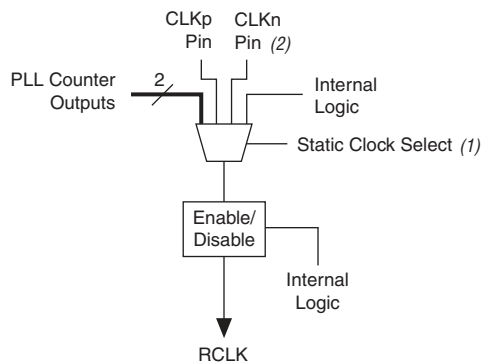 CLKp
Pin
CLKn
Pin (2)
PLL Counter
Outputs
2
Internal
Logic
Static Clock Select (1)
Enable/
Disable
Internal
Logic
RCLK